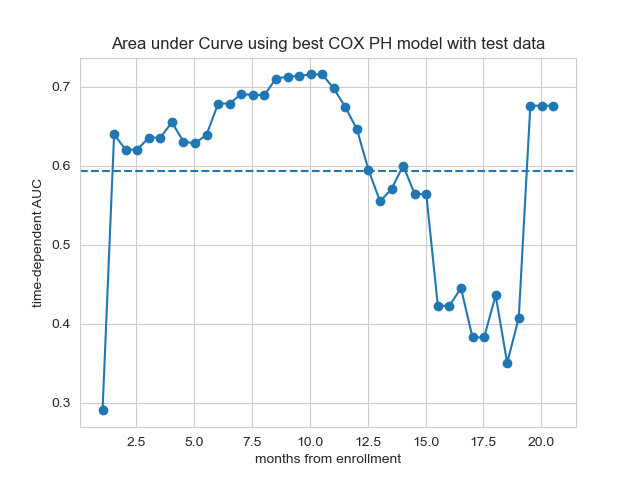 Area under Curve using best COX PH model with test data
time-dependent AUC
0.7
0.6
0.5
0.4
0.3
2.5 5.0 7.5 10.0 12.5 15.0 17.5 20.0
months from enrollment